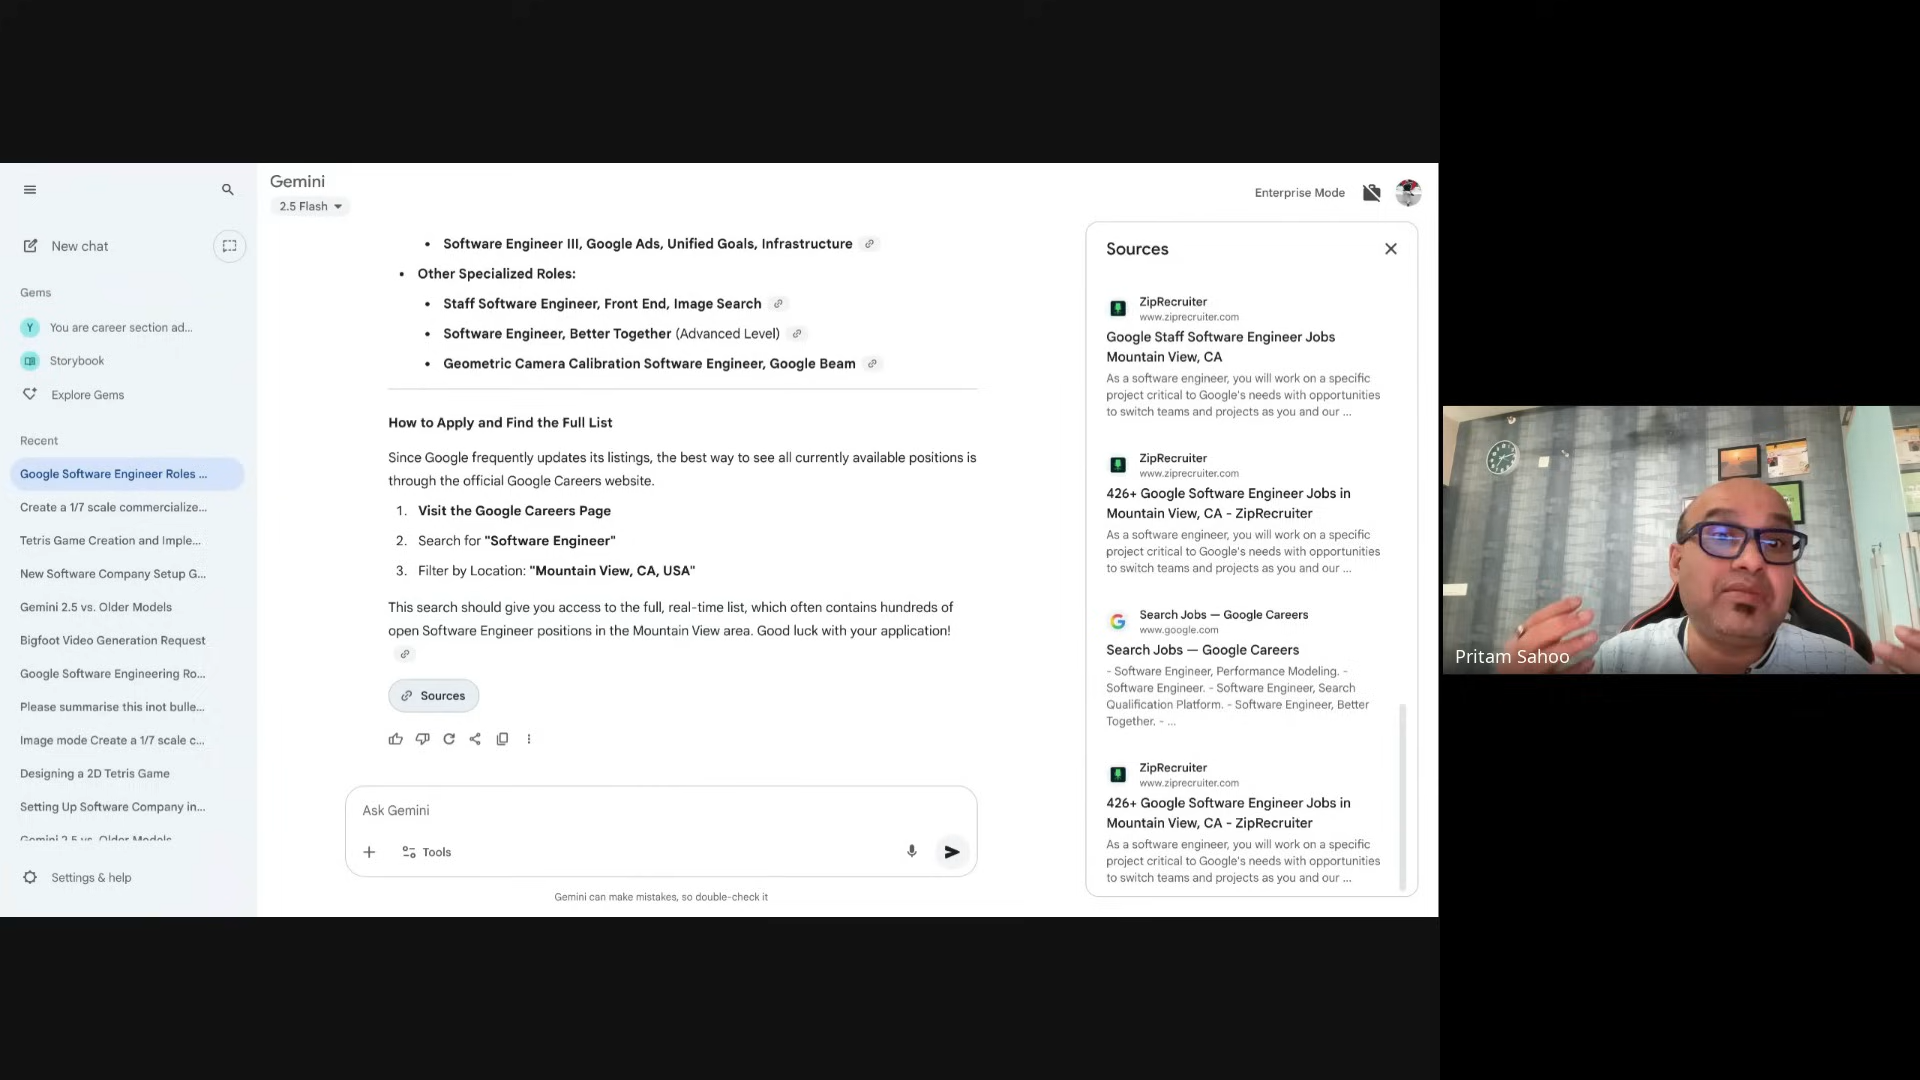 Gemini
2.5 Flash
Enterprise Mode
New chat
Gems
Y
You are career section ad...
Storybook
Explore Gems
Recent
Google Software Engineer Roles ...
Create a 1/7 scale commercialize...
Tetris Game Creation and Imple...
New Software Company Setup G...
Gemini 2.5 vs. Older Models
Bigfoot Video Generation Request
Google Software Engineering Ro...
Please summarise this inot bulle...
Image mode Create a 1/7 scale c...
Designing a 2D Tetris Game
Setting Up Software Company in...
Gemini 2.5 vs. Older Models
Settings & help
• Software Engineer III, Google Ads, Unified Goals, Infrastructure
• Other Specialized Roles:
• Staff Software Engineer, Front End, Image Search
• Software Engineer, Better Together (Advanced Level)
• Geometric Camera Calibration Software Engineer, Google Beam
How to Apply and Find the Full List
Since Google frequently updates its listings, the best way to see all currently available positions is
through the official Google Careers website.
1. Visit the Google Careers Page
2. Search for "Software Engineer"
3. Filter by Location: "Mountain View, CA, USA"
This search should give you access to the full, real-time list, which often contains hundreds of
open Software Engineer positions in the Mountain View area. Good luck with your application!
Sources
Ask Gemini
Tools
Gemini can make mistakes, so double-check it
Sources
ZipRecruiter
www.ziprecruiter.com
Google Staff Software Engineer Jobs
Mountain View, CA
As a software engineer, you will work on a specific
project critical to Google's needs with opportunities
to switch teams and projects as you and our ...
ZipRecruiter
www.ziprecruiter.com
426+ Google Software Engineer Jobs in
Mountain View, CA - ZipRecruiter
As a software engineer, you will work on a specific
project critical to Google's needs with opportunities
to switch teams and projects as you and our ...
Search Jobs — Google Careers
www.google.com
Search Jobs — Google Careers
- Software Engineer, Performance Modeling. -
Software Engineer. - Software Engineer, Search
Qualification Platform. - Software Engineer, Better
Together. - ...
ZipRecruiter
www.ziprecruiter.com
426+ Google Software Engineer Jobs in
Mountain View, CA - ZipRecruiter
As a software engineer, you will work on a specific
project critical to Google's needs with opportunities
to switch teams and projects as you and our ...
Pritam Sahoo